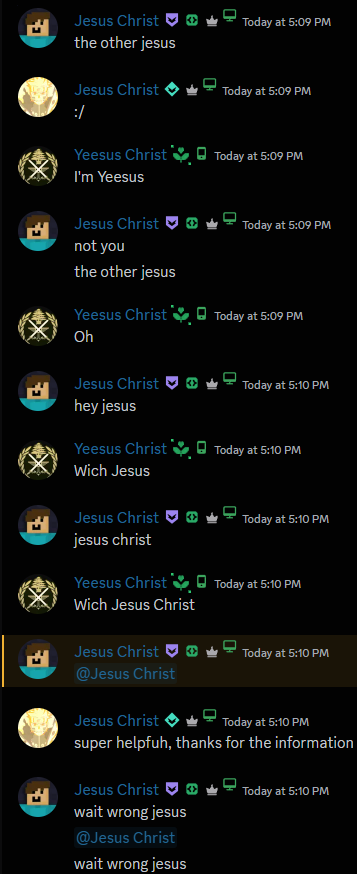 Jesus Christ Today at 5:09 PM
the other jesus
Jesus Christ Today at 5:09 PM
:/
Yeesus Christ Today at 5:09 PM
I'm Yeesus
Jesus Christ Today at 5:09 PM
not you
the other jesus
Yeesus Christ Today at 5:09 PM
Oh
Jesus Christ Today at 5:10 PM
hey jesus
Yeesus Christ Today at 5:10 PM
Wich Jesus
Jesus Christ Today at 5:10 PM
jesus christ
Yeesus Christ Today at 5:10 PM
Wich Jesus Christ
Jesus Christ Today at 5:10 PM
@Jesus Christ
Jesus Christ Today at 5:10 PM
super helpfuh, thanks for the information
Jesus Christ Today at 5:10 PM
wait wrong jesus
@Jesus Christ
wait wrong jesus